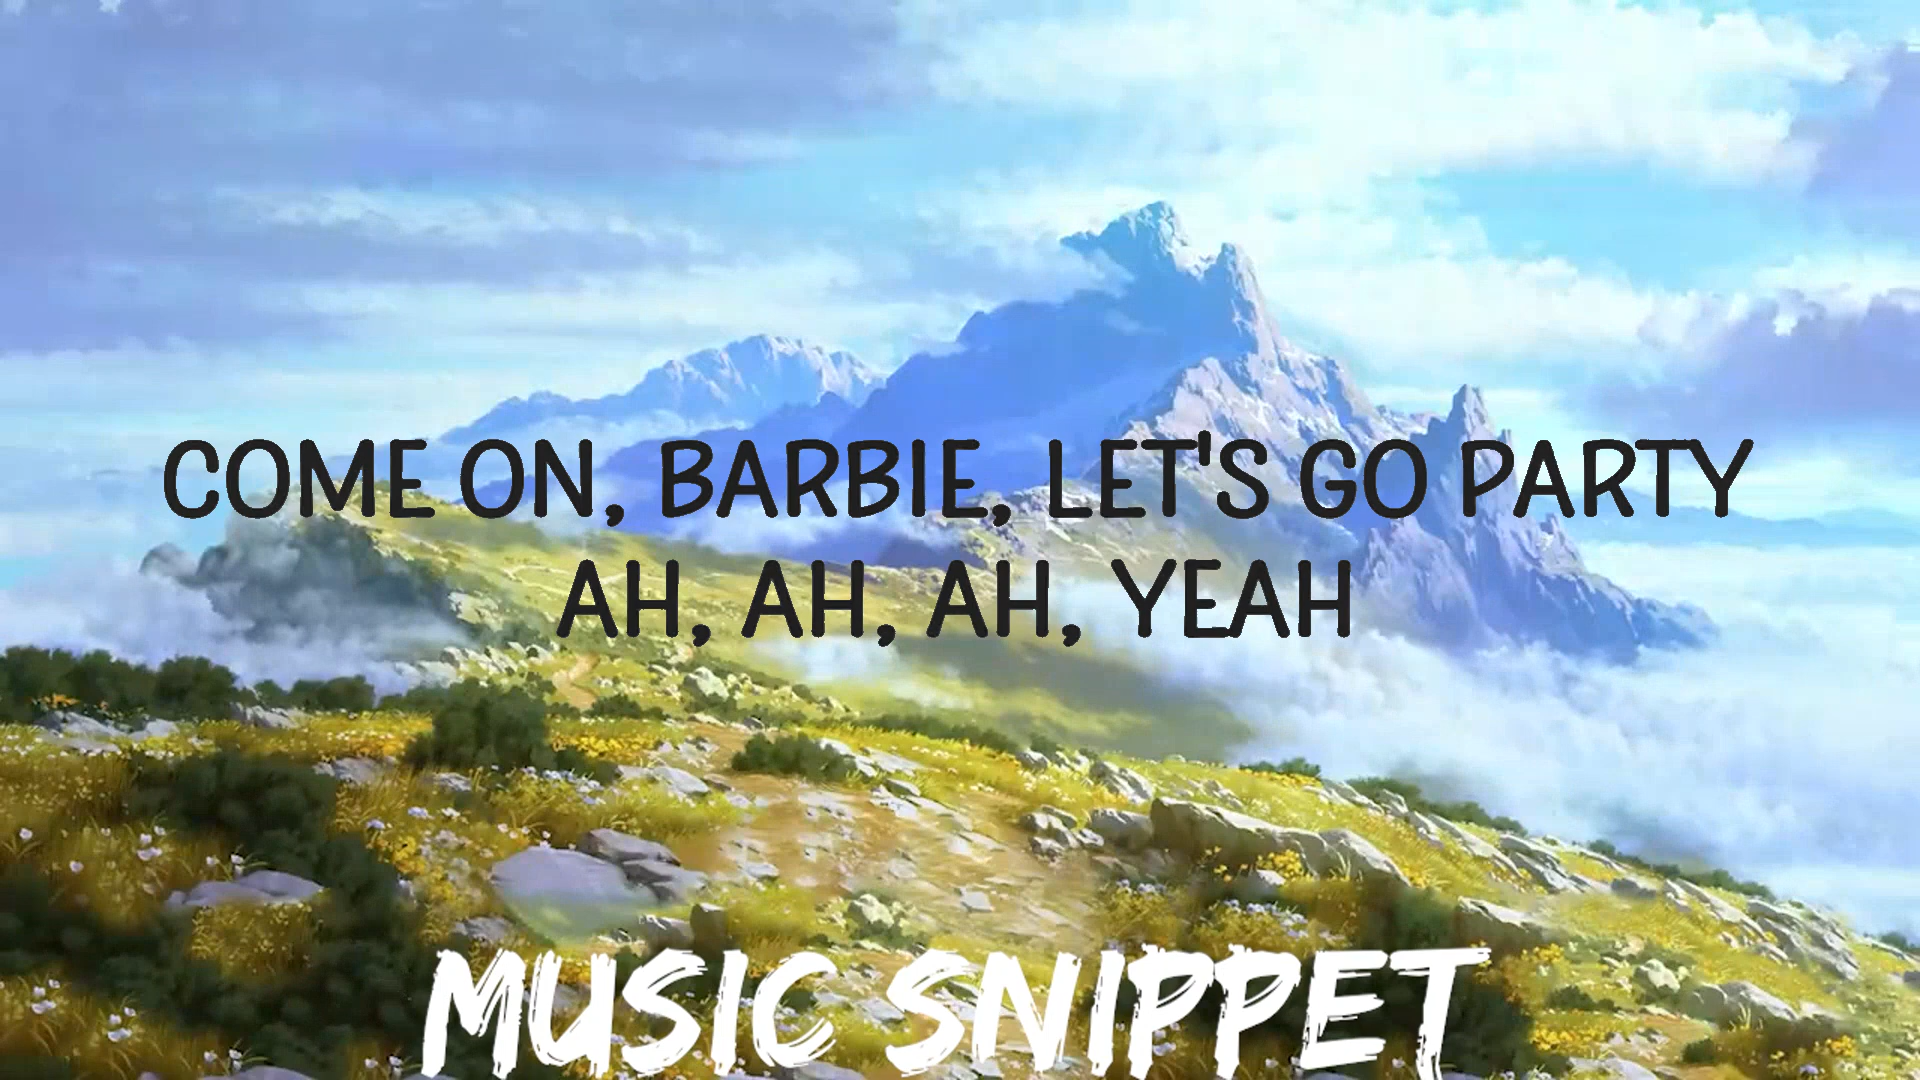 COME ON, BARBIE, LET'S GO PARTY
AH, AH, AH, YEAH
MUSIC SNIPPET